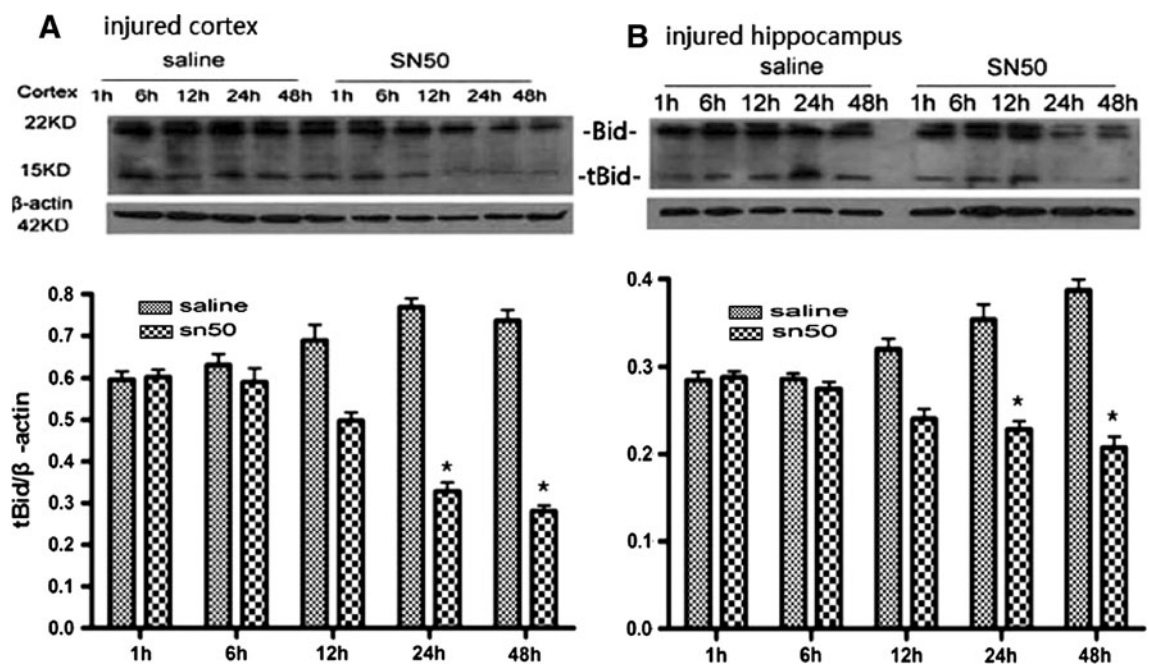 A injured cortex
saline SN50
Cortex 1h 6h 12h 24h 48h 1h 6h 12h 24h 48h
22KD
15KD
β-actin
42KD
B injured hippocampus
saline SN50
1h 6h 12h 24h 48h 1h 6h 12h 24h 48h
-Bid-
-tBid-
tBid/β -actin
0.8
0.7
0.6
0.5
0.4
0.3
0.2
0.1
0.0
saline
sn50
* *
1h 6h 12h 24h 48h
0.4
0.3
0.2
0.1
0.0
saline
sn50
* *
1h 6h 12h 24h 48h